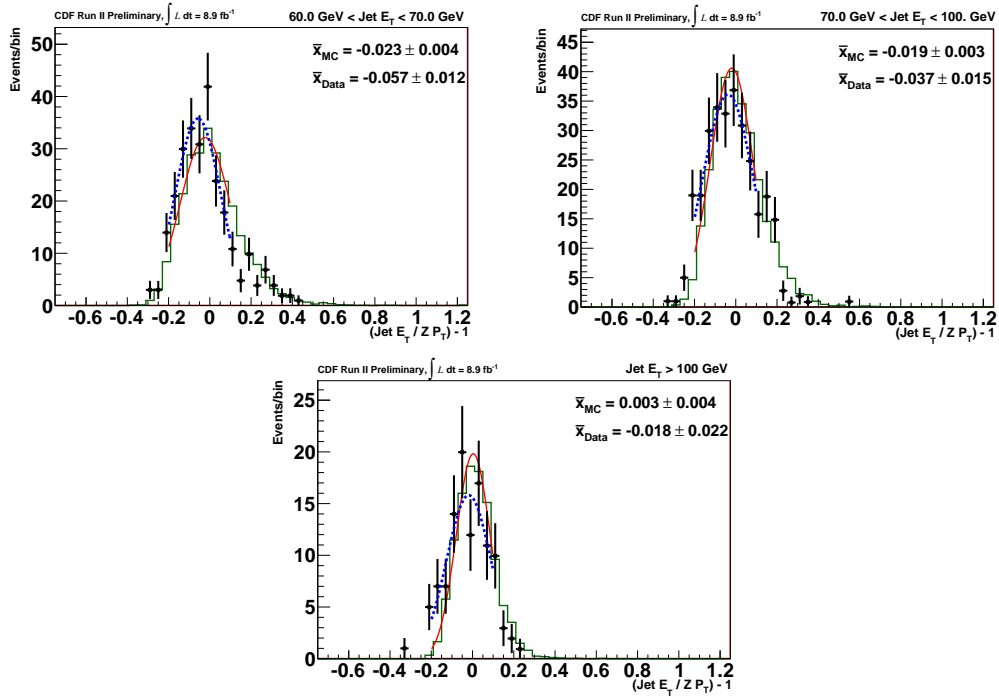 CDF Run II Preliminary, ∫ L dt = 8.9 fb⁻¹
60.0 GeV < Jet E_T < 70.0 GeV
Events/bin
50
40
30
20
10
0
x̄_MC = -0.023 ± 0.004
x̄_Data = -0.057 ± 0.012
-0.6 -0.4 -0.2 0 0.2 0.4 0.6 0.8 1 1.2
(Jet E_T / Z P_T) - 1
CDF Run II Preliminary, ∫ L dt = 8.9 fb⁻¹
70.0 GeV < Jet E_T < 100. GeV
Events/bin
45
40
35
30
25
20
15
10
5
0
x̄_MC = -0.019 ± 0.003
x̄_Data = -0.037 ± 0.015
-0.6 -0.4 -0.2 0 0.2 0.4 0.6 0.8 1 1.2
(Jet E_T / Z P_T) - 1
CDF Run II Preliminary, ∫ L dt = 8.9 fb⁻¹
Jet E_T > 100 GeV
Events/bin
25
20
15
10
5
0
x̄_MC = 0.003 ± 0.004
x̄_Data = -0.018 ± 0.022
-0.6 -0.4 -0.2 0 0.2 0.4 0.6 0.8 1 1.2
(Jet E_T / Z P_T) - 1